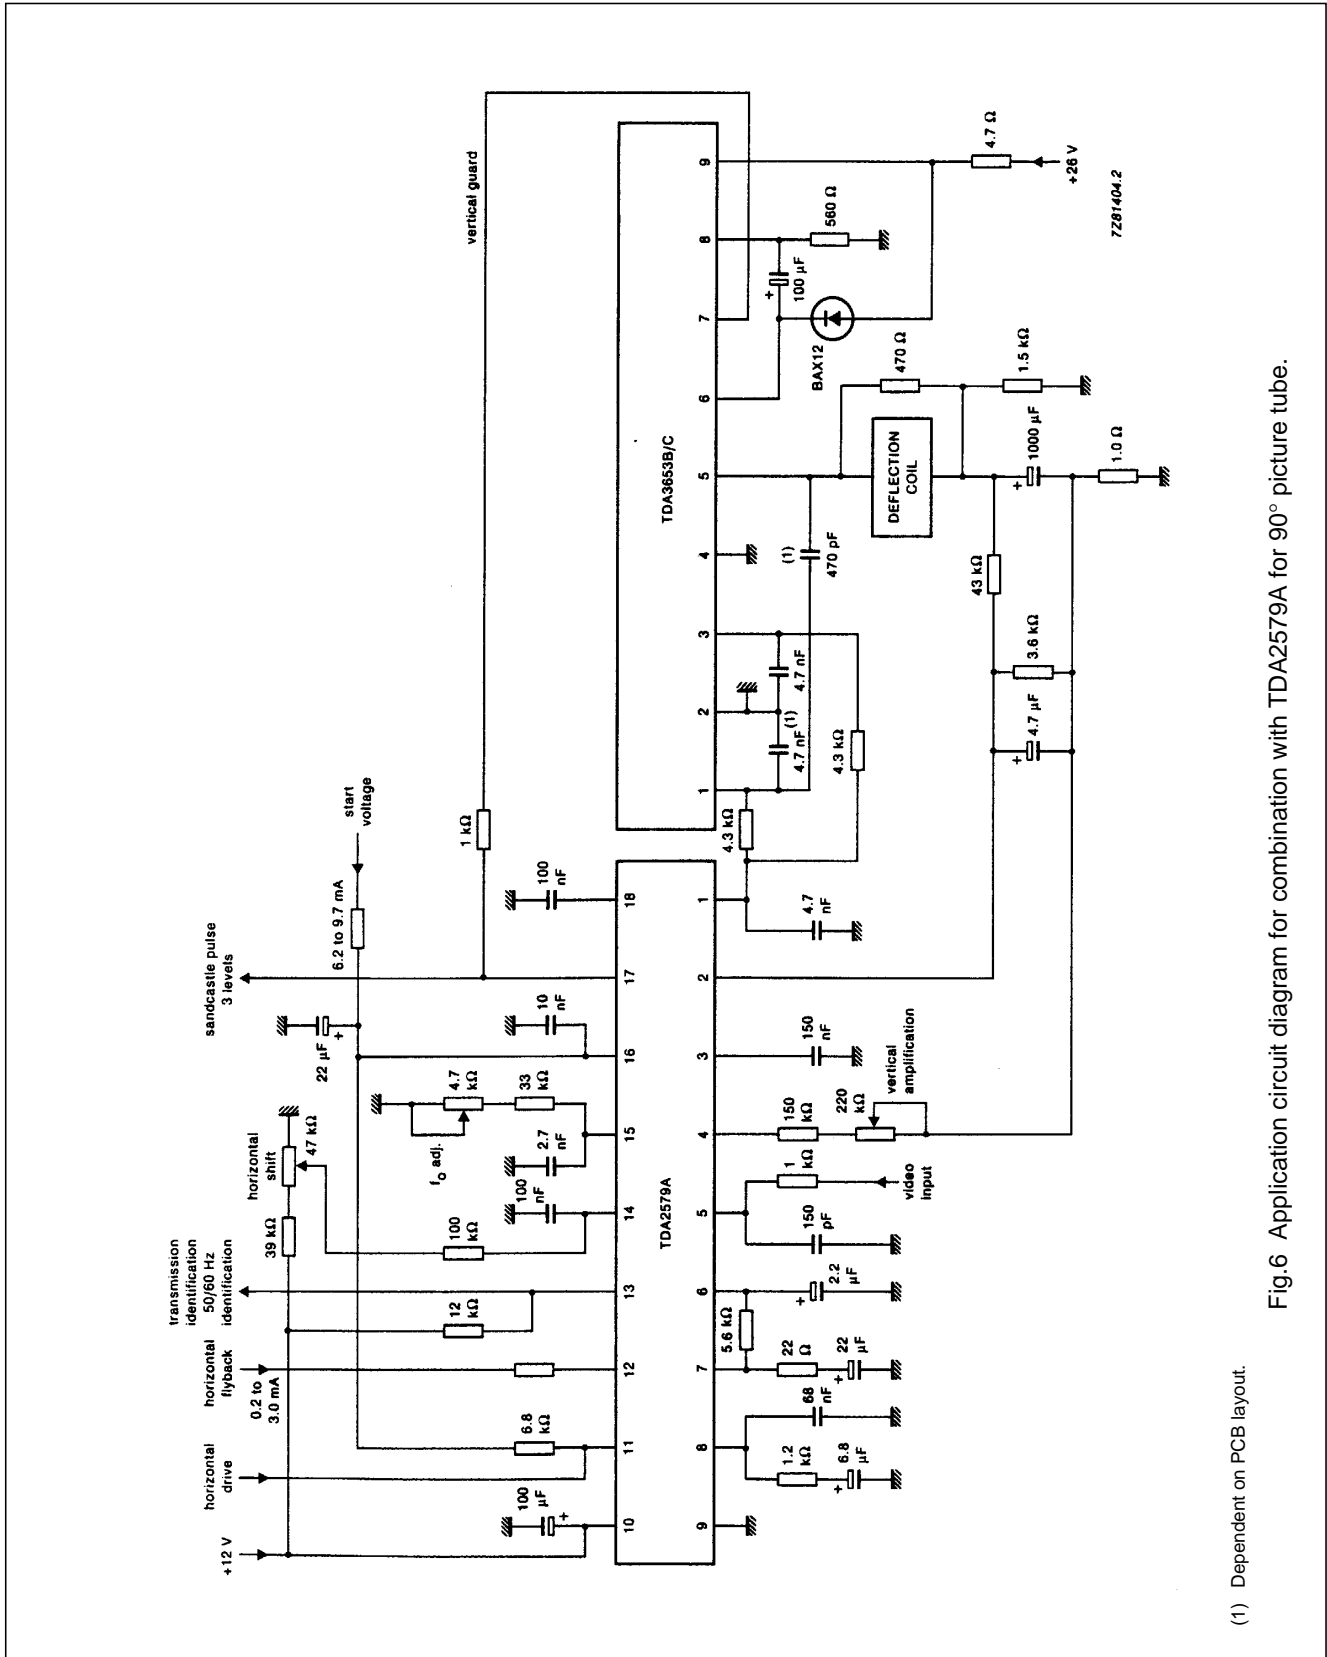 +12 V
horizontal
drive
horizontal
flyback
0.2 to
3.0 mA
transmission
identification
50/60 Hz
identification
39 kΩ
horizontal
shift
47 kΩ
22 µF
+
sandcastle pulse
3 levels
6.2 to 9.7 mA
start
voltage
1 kΩ
vertical guard
100
µF
+
6.8
kΩ
12
kΩ
100
kΩ
100
nF
2.7
nF
fo adj.
4.7
kΩ
33
kΩ
10
nF
100
nF
10
11
12
13
14
15
16
17
18
TDA2579A
9
8
7
6
5
4
3
2
1
1.2
kΩ
+
6.8
µF
68
nF
22
Ω
+
22
µF
5.6 kΩ
+
2.2
µF
150
pF
1
kΩ
video
input
150
kΩ
220
kΩ
vertical
amplification
150
nF
4.7
nF
4.3 kΩ
4.3 kΩ
TDA3653B/C
1
2
3
4
5
6
7
8
9
4.7 nF
(1)
4.7 nF
(1)
470 pF
+
4.7 µF
3.6 kΩ
43 kΩ
DEFLECTION
COIL
+
1000 µF
1.0 Ω
470 Ω
1.5 kΩ
BAX12
+
100 µF
560 Ω
4.7 Ω
+26 V
7Z81404.2
(1) Dependent on PCB layout.
Fig.6 Application circuit diagram for combination with TDA2579A for 90° picture tube.